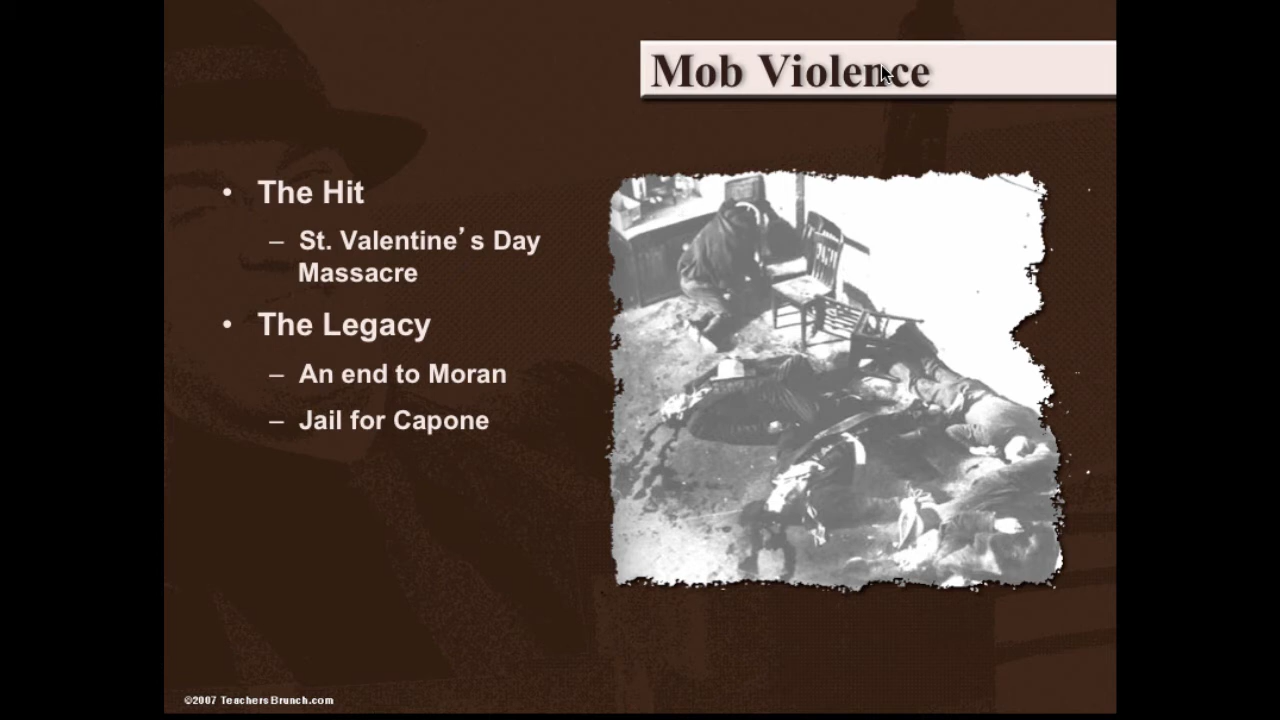 Mob Violence
• The Hit
– St. Valentine’s Day
Massacre
• The Legacy
– An end to Moran
– Jail for Capone
©2007 TeachersBrunch.com